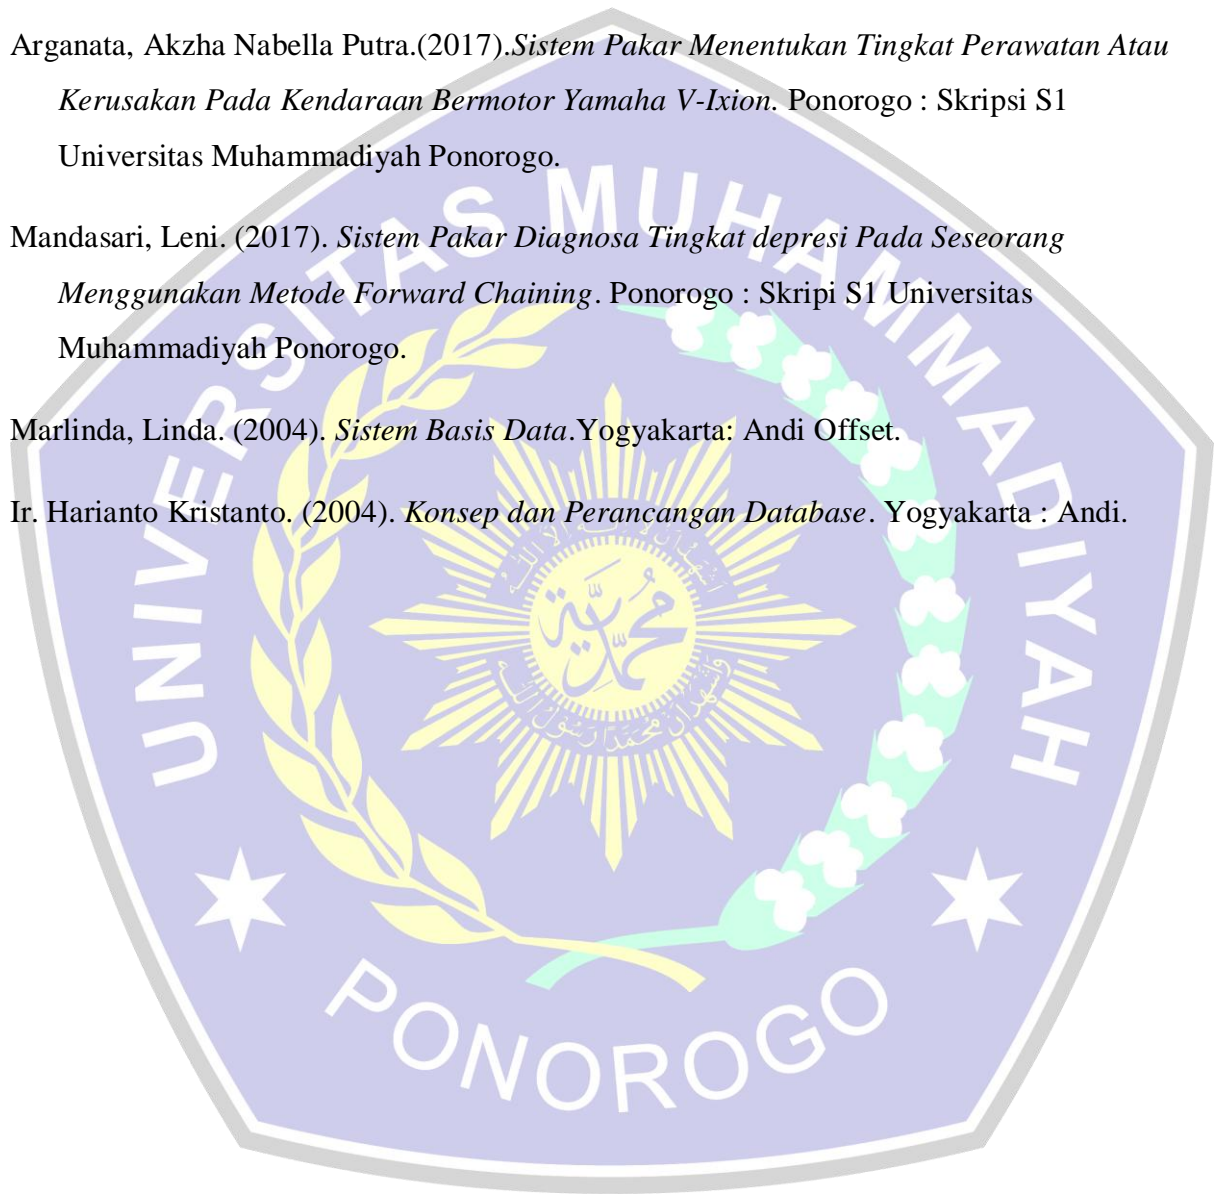 Arganata, Akzha Nabella Putra.(2017).Sistem Pakar Menentukan Tingkat Perawatan Atau
Kerusakan Pada Kendaraan Bermotor Yamaha V-Ixion. Ponorogo : Skripsi S1
Universitas Muhammadiyah Ponorogo.
Mandasari, Leni. (2017). Sistem Pakar Diagnosa Tingkat depresi Pada Seseorang
Menggunakan Metode Forward Chaining. Ponorogo : Skripi S1 Universitas
Muhammadiyah Ponorogo.
Marlinda, Linda. (2004). Sistem Basis Data.Yogyakarta: Andi Offset.
Ir. Harianto Kristanto. (2004). Konsep dan Perancangan Database. Yogyakarta : Andi.
UNIVERSITAS MUHAMMADIYAH
محمدية
PONOROGO